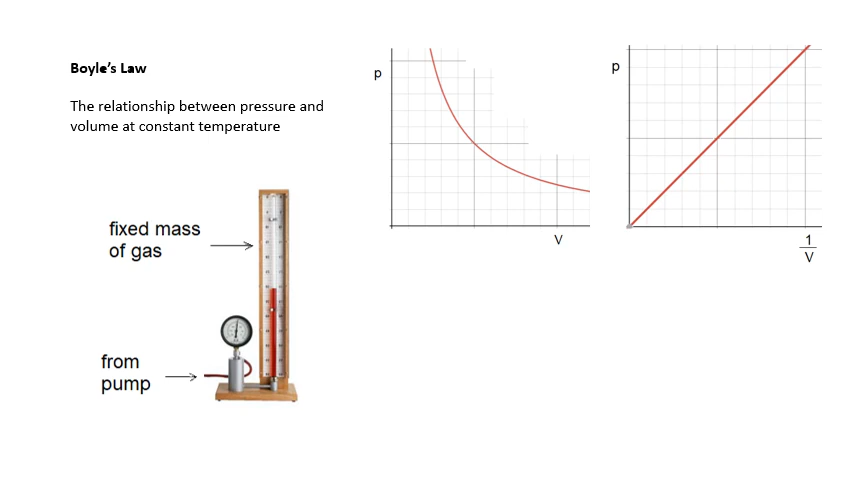 Boyle's Law
The relationship between pressure and
volume at constant temperature
fixed mass
of gas
from
pump
p
V
p
1
V